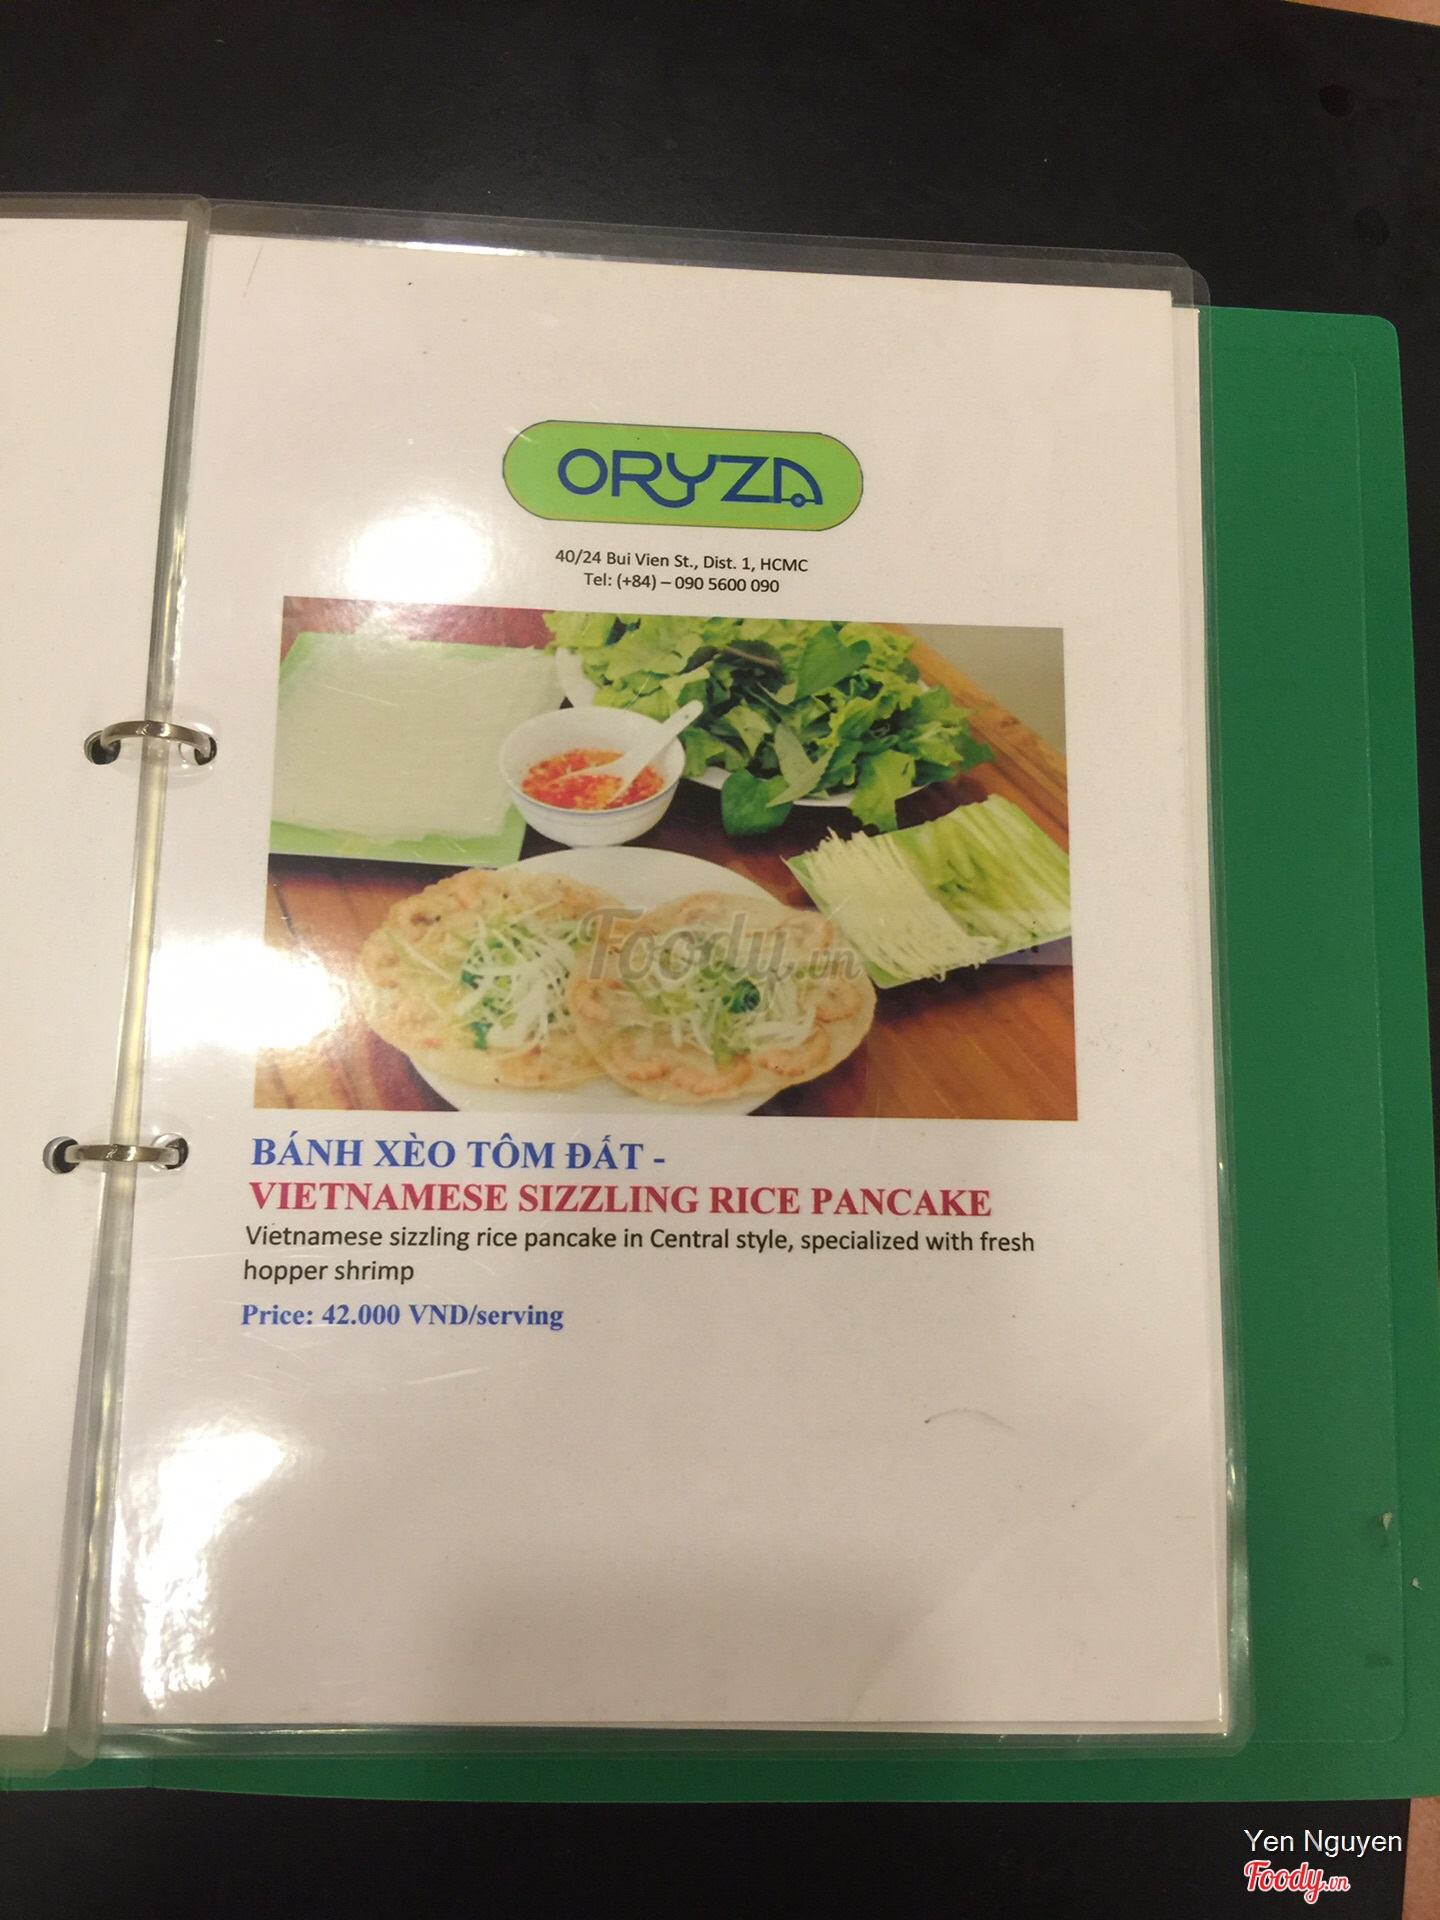 ORYZA
40/24 Bui Vien St., Dist. 1, HCMC
Tel: (+84) – 090 5600 090
Foody.vn
BÁNH XÈO TÔM ĐẤT -
VIETNAMESE SIZZLING RICE PANCAKE
Vietnamese sizzling rice pancake in Central style, specialized with fresh
hopper shrimp
Price: 42.000 VND/serving
Yen Nguyen
Foody.vn